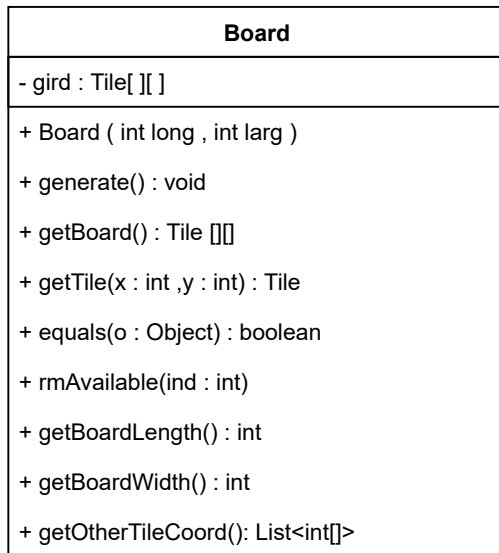 Board
- gird : Tile[ ][ ]
+ Board ( int long , int larg )
+ generate() : void
+ getBoard() : Tile [][]
+ getTile(x : int ,y : int) : Tile
+ equals(o : Object) : boolean
+ rmAvailable(ind : int)
+ getBoardLength() : int
+ getBoardWidth() : int
+ getOtherTileCoord(): List<int[]>